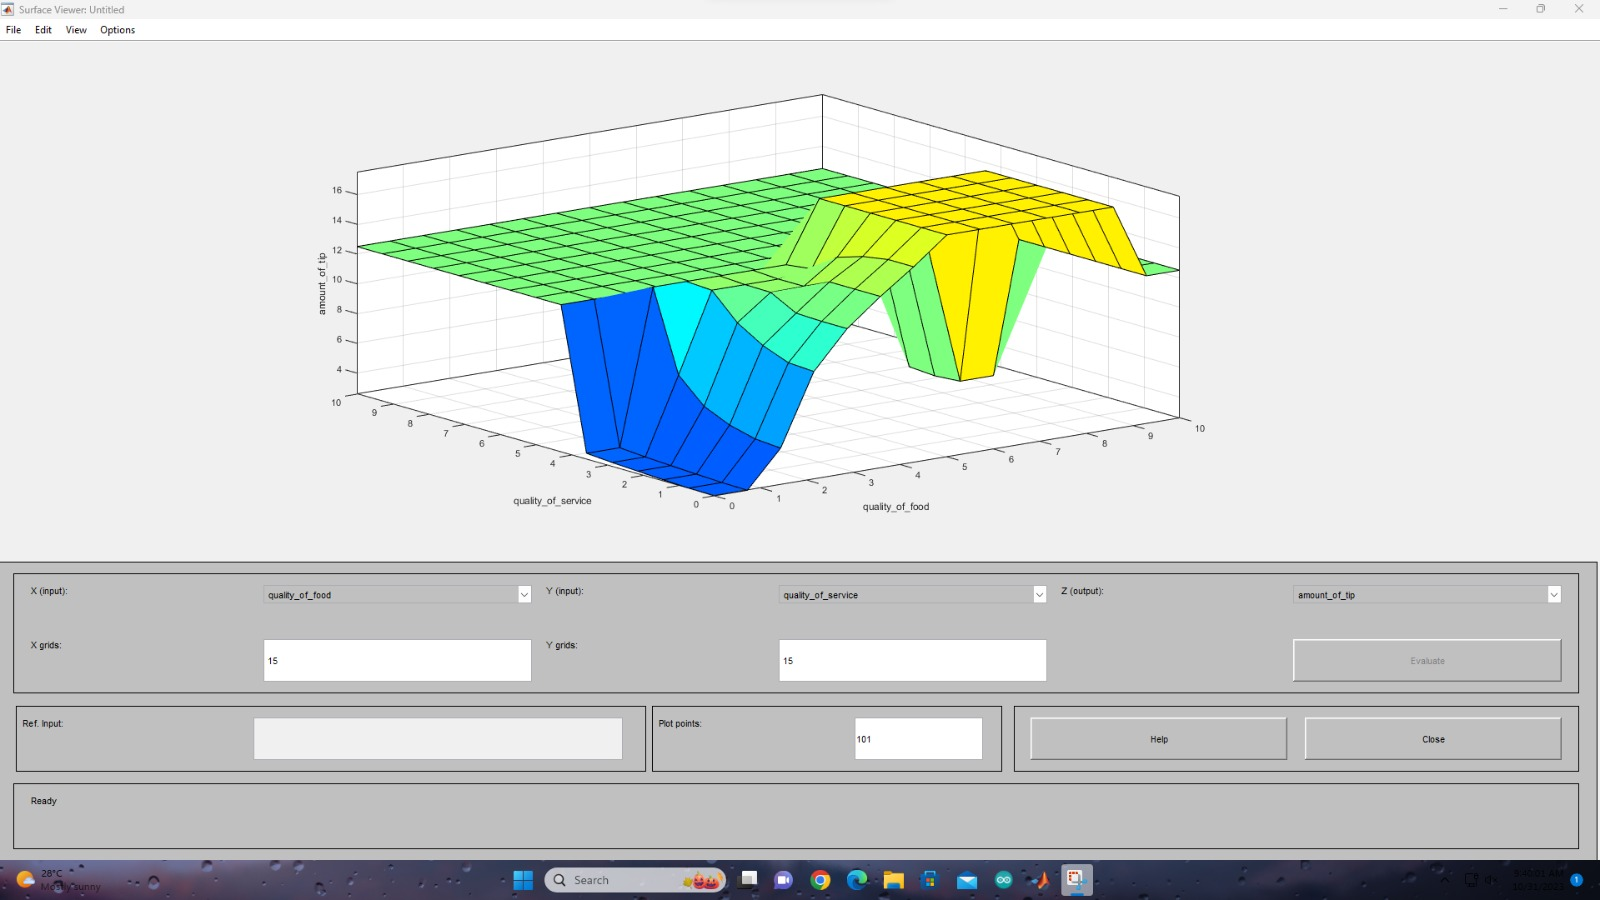 Surface Viewer: Untitled
File Edit View Options
16
14
12
10
8
6
4
amount_of_tip
10
9
8
7
6
5
4
3
2
1
0
quality_of_service
0
1
2
3
4
5
6
7
8
9
10
quality_of_food
X (input): quality_of_food Y (input): quality_of_service Z (output): amount_of_tip
X grids: 15 Y grids: 15 Evaluate
Ref. Input: Plot points: 101 Help Close
Ready
28°C
Mostly sunny
Search
1